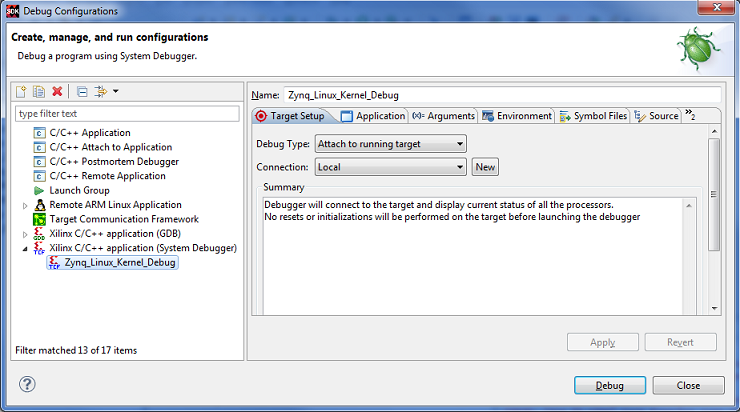 SDK Debug Configurations
Create, manage, and run configurations
Debug a program using System Debugger.
type filter text
C/C++ Application
C/C++ Attach to Application
C/C++ Postmortem Debugger
C/C++ Remote Application
Launch Group
Remote ARM Linux Application
Target Communication Framework
GDB Xilinx C/C++ application (GDB)
TCF Xilinx C/C++ application (System Debugger)
TCF Zynq_Linux_Kernel_Debug
Filter matched 13 of 17 items
Name: Zynq_Linux_Kernel_Debug
Target Setup Application (x)= Arguments Environment Symbol Files Source »2
Debug Type: Attach to running target
Connection: Local New
Summary
Debugger will connect to the target and display current status of all the processors.
No resets or initializations will be performed on the target before launching the debugger
Apply Revert
? Debug Close